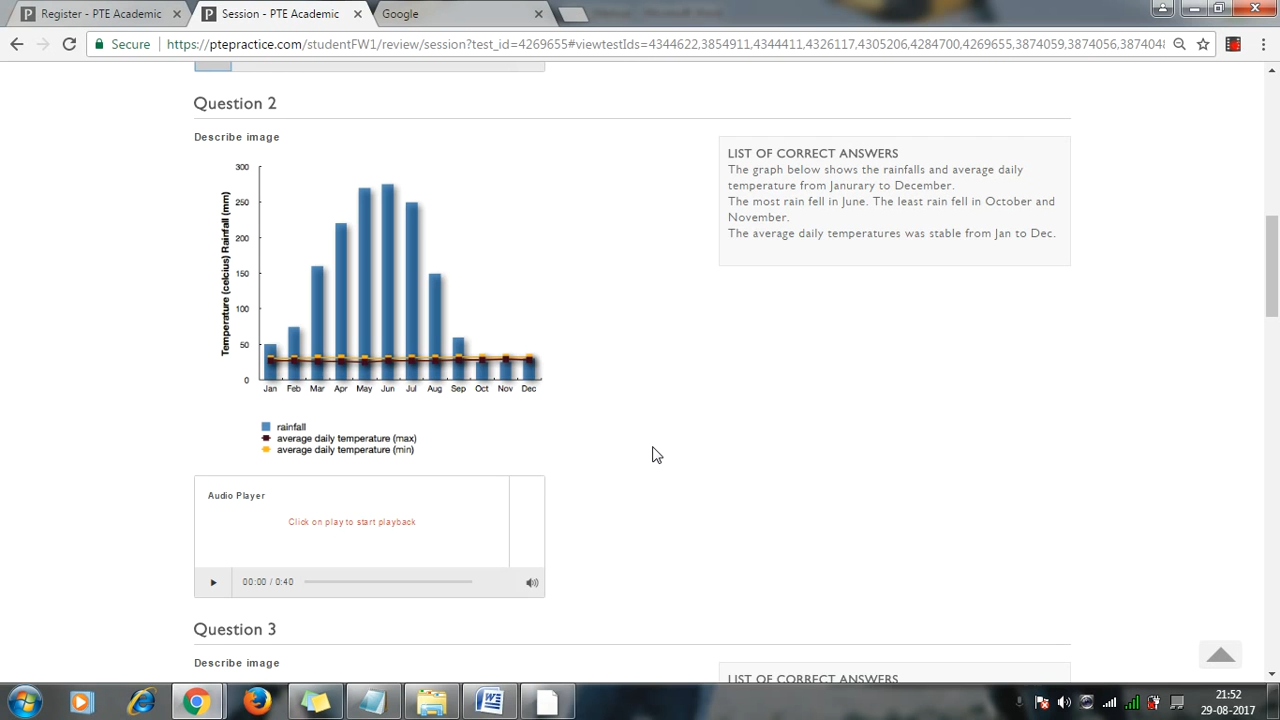 Register - PTE Academic
Session - PTE Academic
Google
Secure
https://ptepractice.com/studentFW1/review/session?test_id=4269655#viewtestIds=4344622,3854911,4344411,4326117,4305206,4284700,4269655,3874059,3874056,3874048
Question 2
Describe image
300
250
200
150
100
50
0
Temperature (celcius) Rainfall (mm)
Jan Feb Mar Apr May Jun Jul Aug Sep Oct Nov Dec
rainfall
average daily temperature (max)
average daily temperature (min)
LIST OF CORRECT ANSWERS
The graph below shows the rainfalls and average daily
temperature from Janurary to December.
The most rain fell in June. The least rain fell in October and
November.
The average daily temperatures was stable from Jan to Dec.
Audio Player
Click on play to start playback
00:00 / 0:40
Question 3
Describe image
LIST OF CORRECT ANSWERS
21:52
29-08-2017